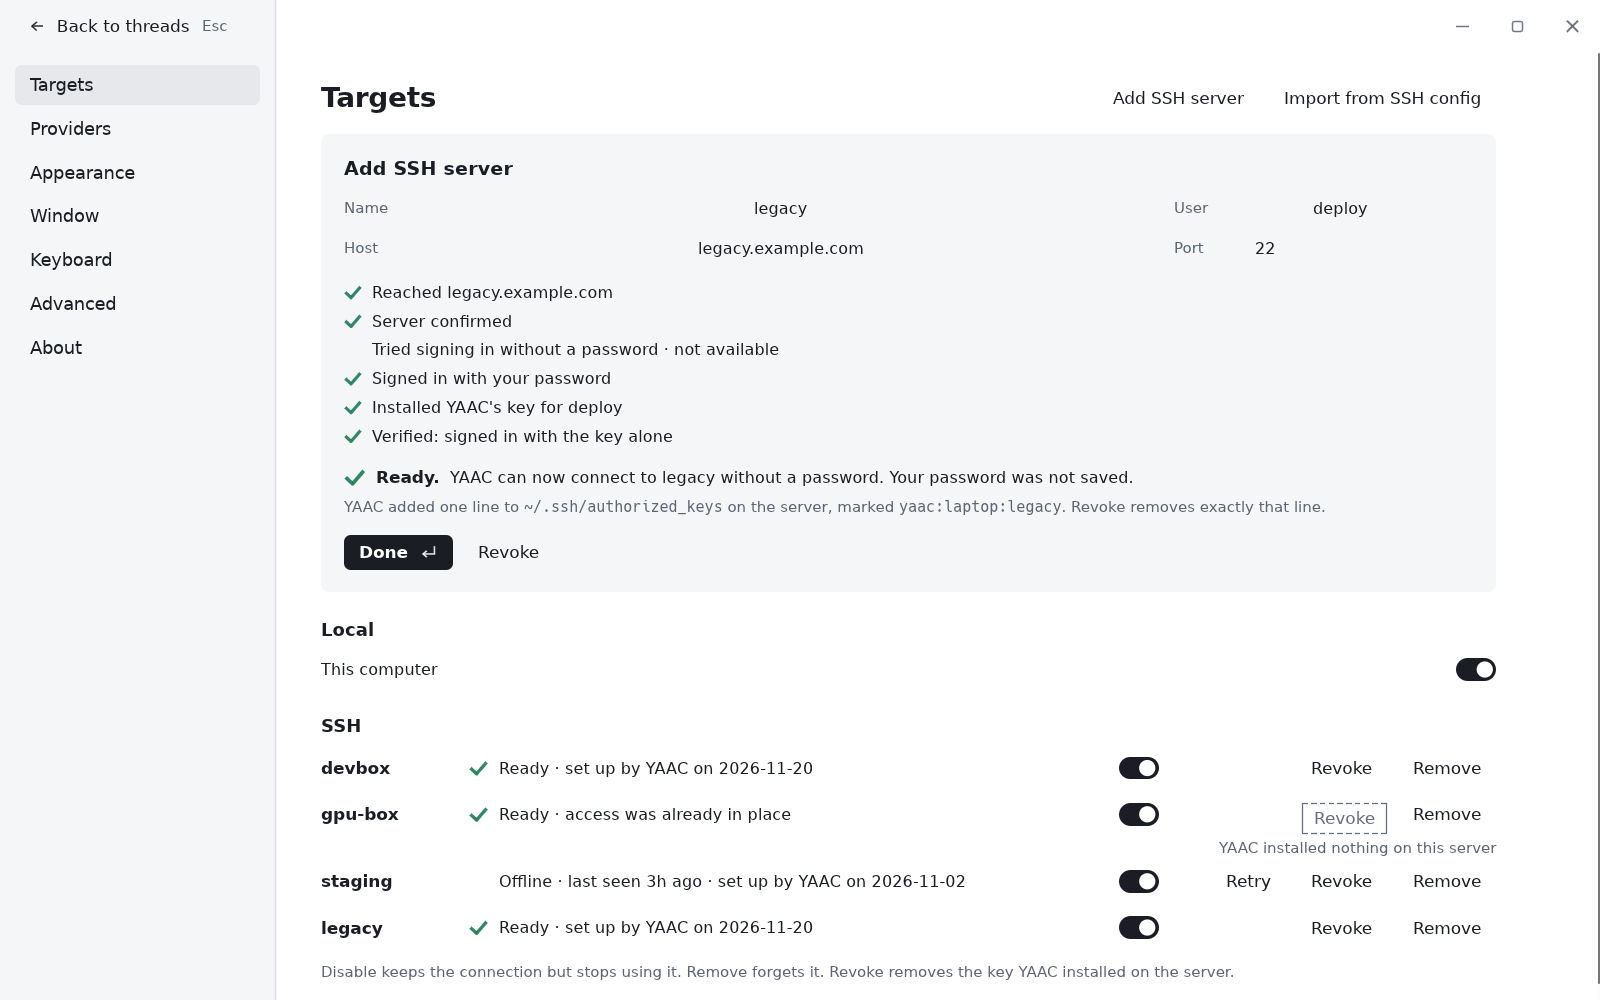 Back to threads Esc
Targets
Providers
Appearance
Window
Keyboard
Advanced
About
Targets Add SSH server Import from SSH config
Add SSH server
Name legacy User deploy
Host legacy.example.com Port 22
Reached legacy.example.com
Server confirmed
Tried signing in without a password · not available
Signed in with your password
Installed YAAC's key for deploy
Verified: signed in with the key alone
Ready. YAAC can now connect to legacy without a password. Your password was not saved.
YAAC added one line to ~/.ssh/authorized_keys on the server, marked yaac:laptop:legacy. Revoke removes exactly that line.
Done Revoke
Local
This computer
SSH
devbox Ready · set up by YAAC on 2026-11-20 Revoke Remove
gpu-box Ready · access was already in place Revoke Remove
YAAC installed nothing on this server
staging Offline · last seen 3h ago · set up by YAAC on 2026-11-02 Retry Revoke Remove
legacy Ready · set up by YAAC on 2026-11-20 Revoke Remove
Disable keeps the connection but stops using it. Remove forgets it. Revoke removes the key YAAC installed on the server.